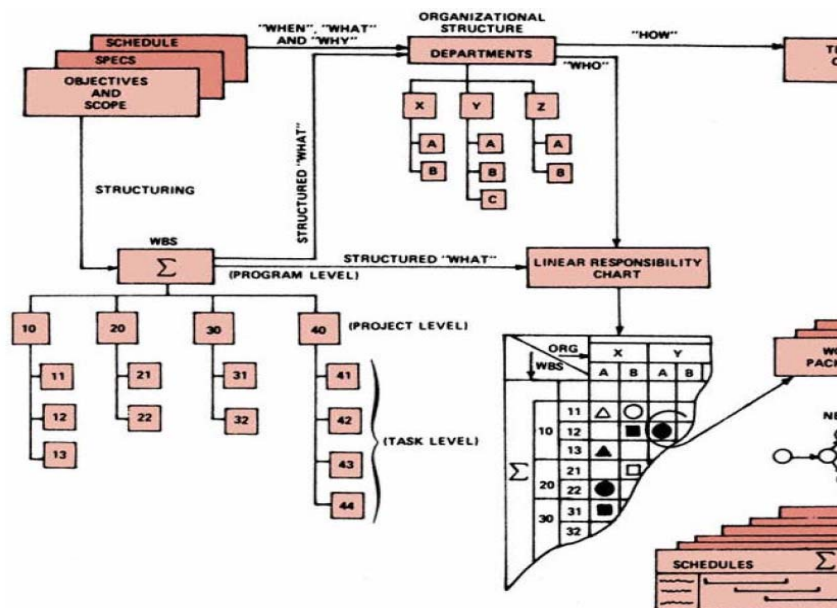 SCHEDULE
SPECS
OBJECTIVES
AND
SCOPE
"WHEN", "WHAT"
AND "WHY"
ORGANIZATIONAL
STRUCTURE
DEPARTMENTS
"HOW"
"WHO"
X
Y
Z
A
A
A
B
B
B
C
STRUCTURING
STRUCTURED "WHAT"
WBS
Σ
(PROGRAM LEVEL)
STRUCTURED "WHAT"
LINEAR RESPONSIBILITY
CHART
10
20
30
40
(PROJECT LEVEL)
11
21
31
41
12
22
32
42
13
43
44
(TASK LEVEL)
ORG
WBS
X
Y
A
B
A
B
Σ
10
11
12
13
20
21
22
30
31
32
SCHEDULES
Σ